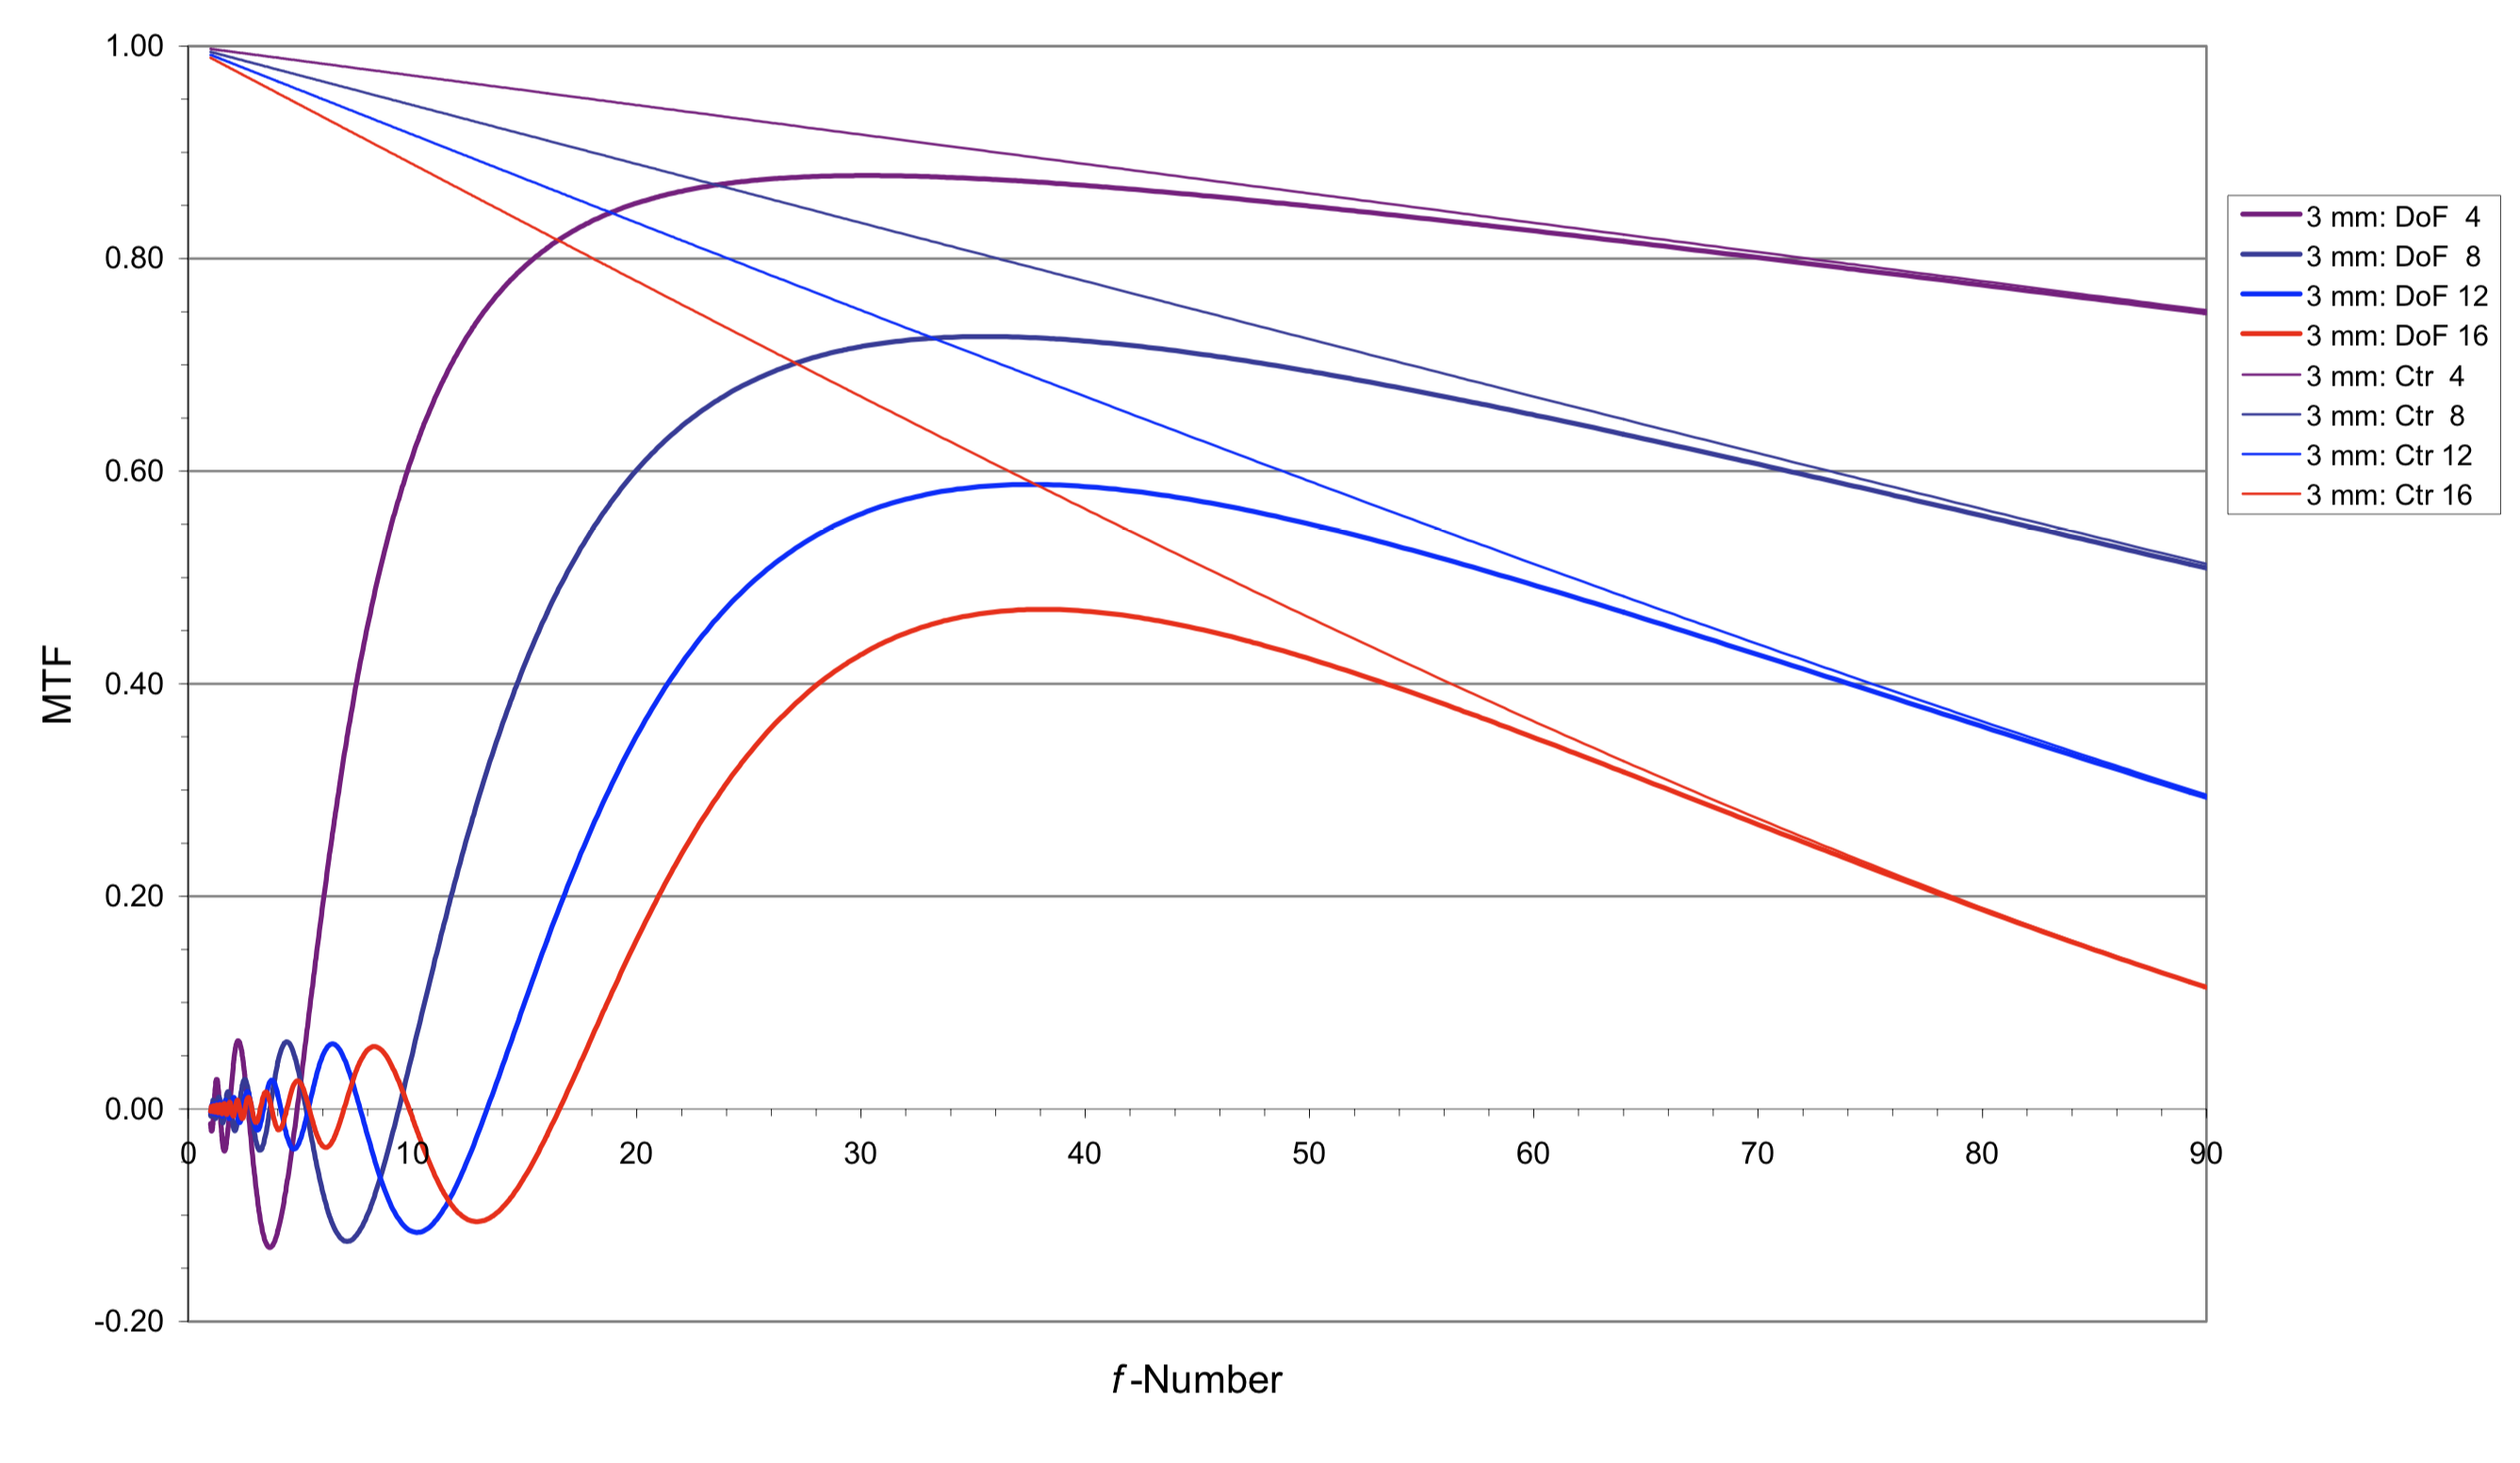 1.00
0.80
0.60
0.40
0.20
0.00
-0.20
MTF
0 10 20 30 40 50 60 70 80 90
f-Number
3 mm: DoF 4
3 mm: DoF 8
3 mm: DoF 12
3 mm: DoF 16
3 mm: Ctr 4
3 mm: Ctr 8
3 mm: Ctr 12
3 mm: Ctr 16